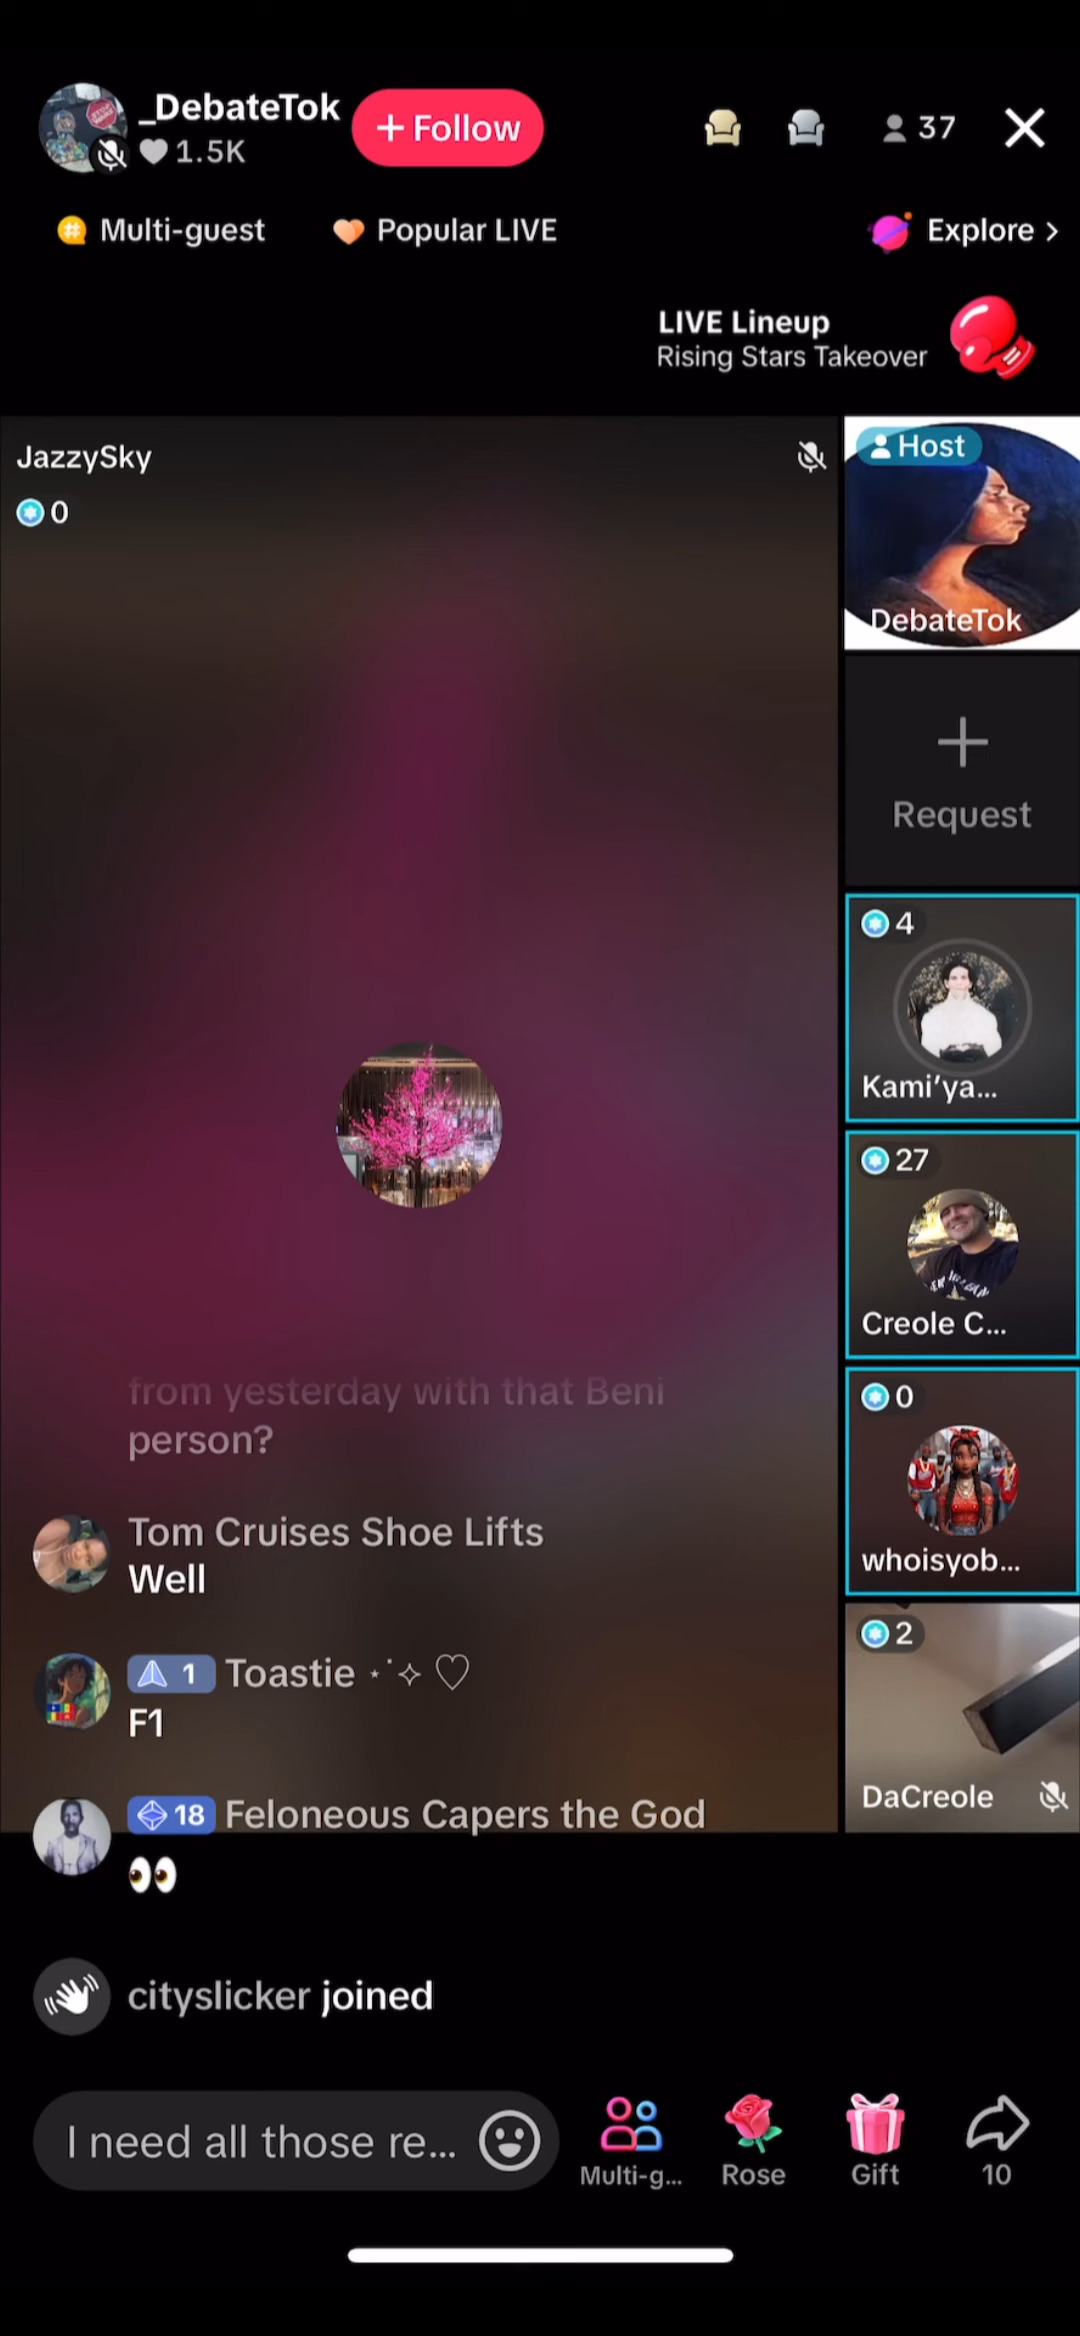 _DebateTok
1.5K
+ Follow
37
Multi-guest
Popular LIVE
Explore >
LIVE Lineup
Rising Stars Takeover
JazzySky
0
Host
DebateTok
Request
4
Kami'ya...
27
Creole C...
0
whoisyob...
2
DaCreole
from yesterday with that Beni
person?
Tom Cruises Shoe Lifts
Well
1 Toastie ⋆˙✧ ♡
F1
18 Feloneous Capers the God
👀
cityslicker joined
I need all those re...
Multi-g...
Rose
Gift
10